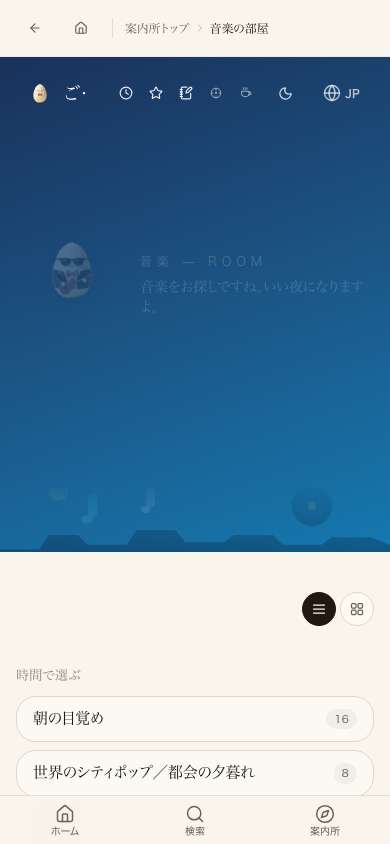 案内所トップ > 音楽の部屋
ご・
JP
音楽 — ROOM
音楽をお探しですね。いい夜になります
よ。
時間で選ぶ
朝の目覚め 16
世界のシティポップ／都会の夕暮れ 8
ホーム 検索 案内所